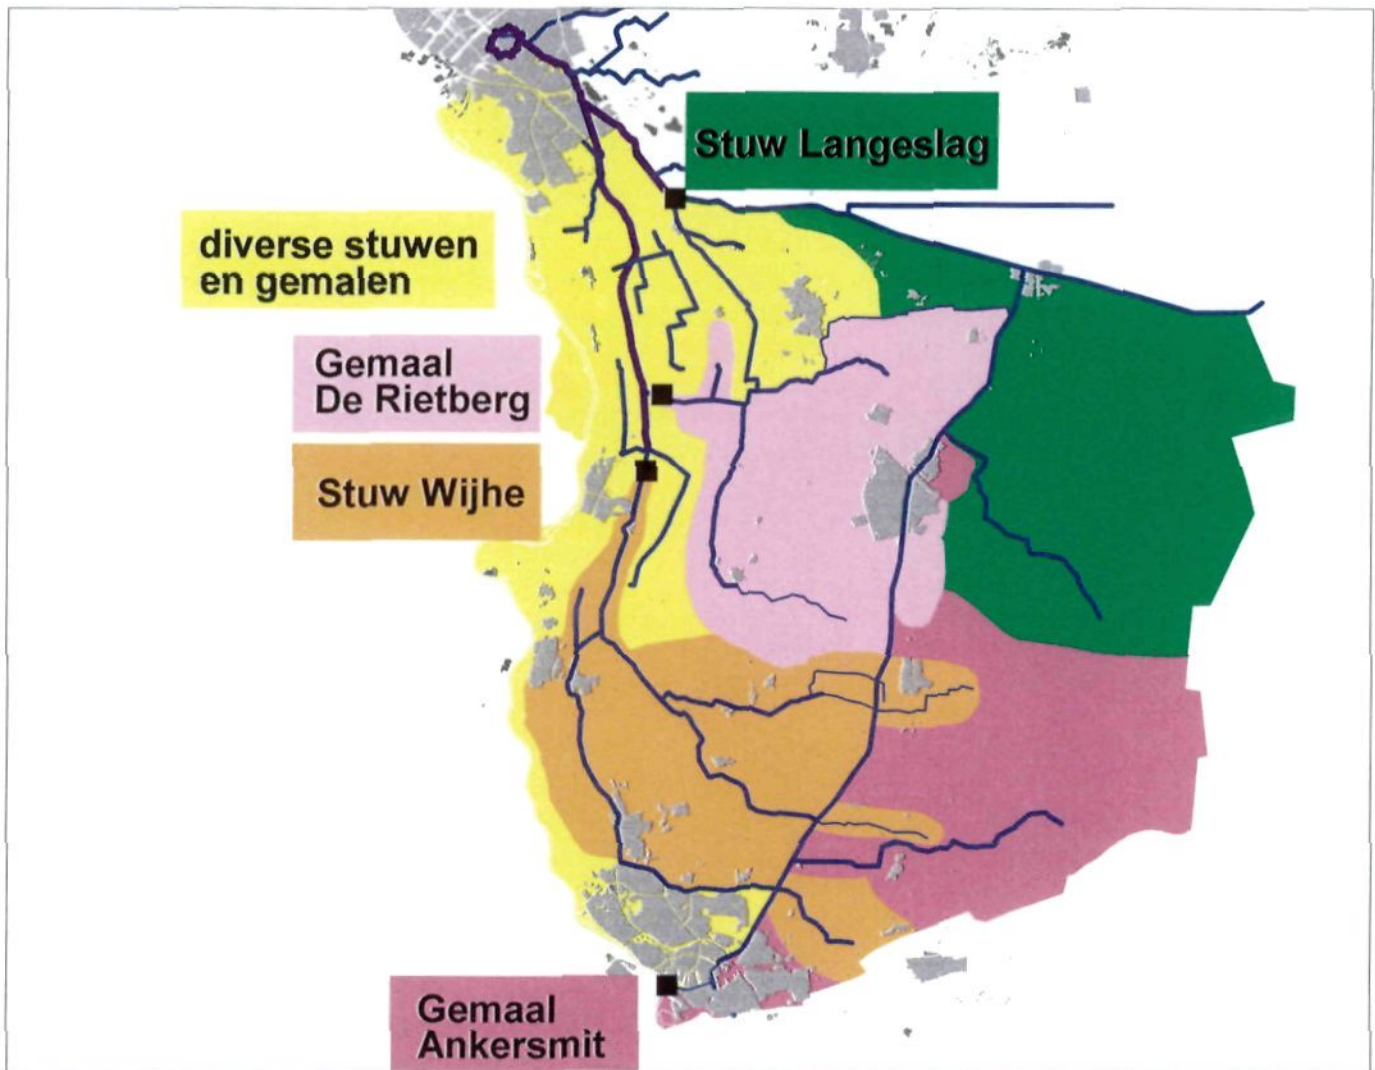 Stuw Langeslag
diverse stuwen
en gemalen
Gemaal
De Rietberg
Stuw Wijhe
Gemaal
Ankersmit